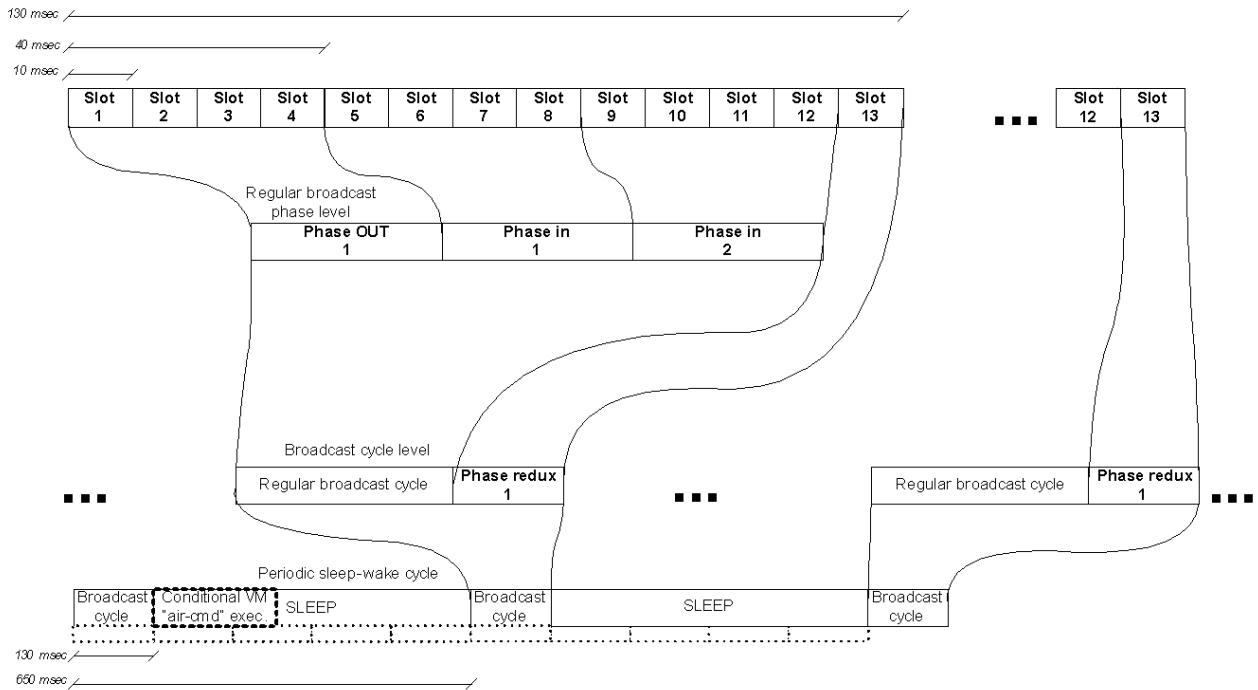 130 msec
40 msec
10 msec
Slot 1 Slot 2 Slot 3 Slot 4 Slot 5 Slot 6 Slot 7 Slot 8 Slot 9 Slot 10 Slot 11 Slot 12 Slot 13 Slot 12 Slot 13
Regular broadcast
phase level
Phase OUT 1 Phase in 1 Phase in 2
Broadcast cycle level
Regular broadcast cycle Phase redux 1 Regular broadcast cycle Phase redux 1
Periodic sleep-wake cycle
Broadcast cycle Conditional VM "air-cmd" exec. SLEEP Broadcast cycle SLEEP Broadcast cycle
130 msec
650 msec